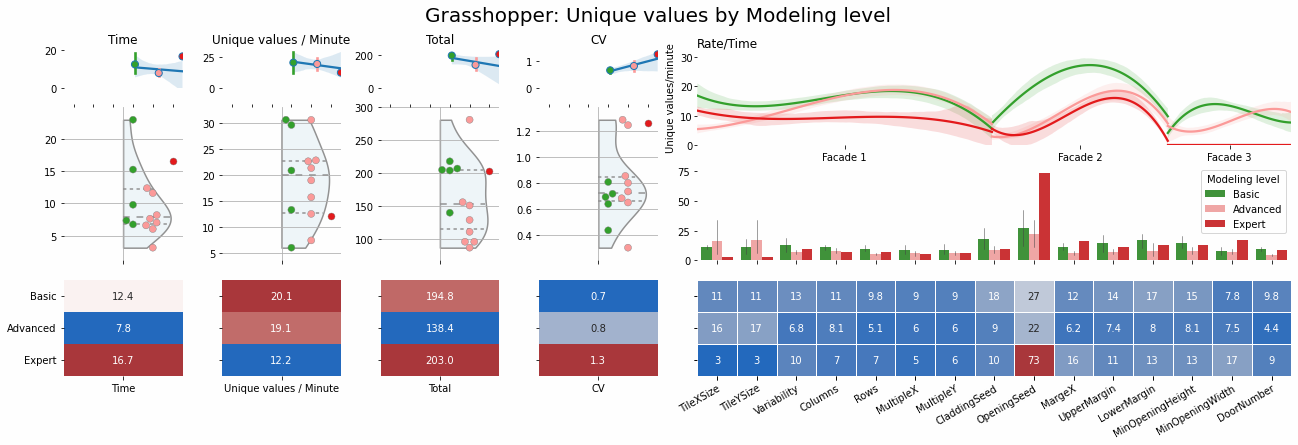 Grasshopper: Unique values by Modeling level
Time
Unique values / Minute
Total
CV
Rate/Time
20
0
25
0
200
0
1
0
Unique values/minute
30
20
10
0
Facade 1
Facade 2
Facade 3
20
15
10
5
30
25
20
15
10
5
300
250
200
150
100
1.2
1.0
0.8
0.6
0.4
75
50
25
0
Modeling level
Basic
Advanced
Expert
Basic
Advanced
Expert
12.4
7.8
16.7
20.1
19.1
12.2
194.8
138.4
203.0
0.7
0.8
1.3
11 11 13 11 9.8 9 9 18 27 12 14 17 15 7.8 9.8
16 17 6.8 8.1 5.1 6 6 9 22 6.2 7.4 8 8.1 7.5 4.4
3 3 10 7 7 5 6 10 73 16 11 13 13 17 9
Time
Unique values / Minute
Total
CV
TileXSize
TileYSize
Variability
Columns
Rows
MultipleX
MultipleY
CladdingSeed
OpeningSeed
MargeX
UpperMargin
LowerMargin
MinOpeningHeight
MinOpeningWidth
DoorNumber